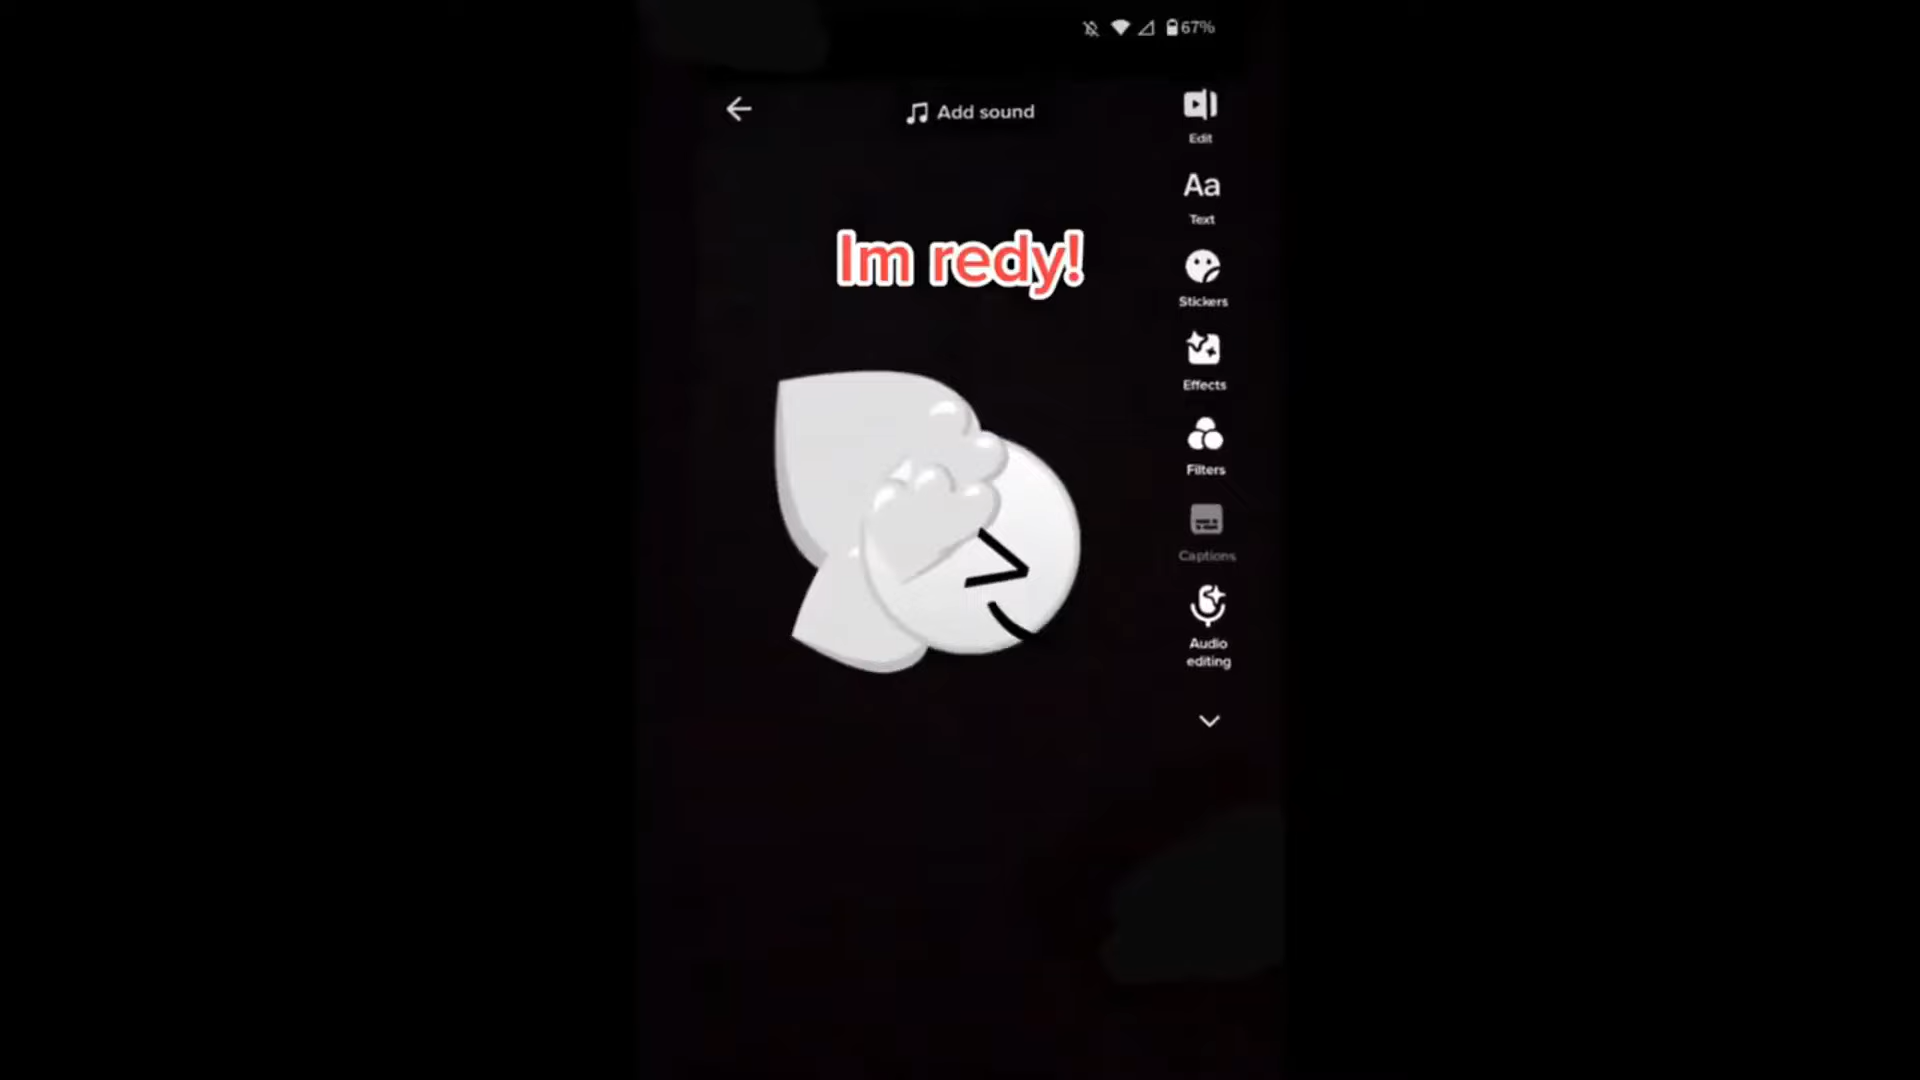 67%
Add sound
Edit
Aa
Text
Im redy!
Stickers
Effects
Filters
Captions
Audio
editing